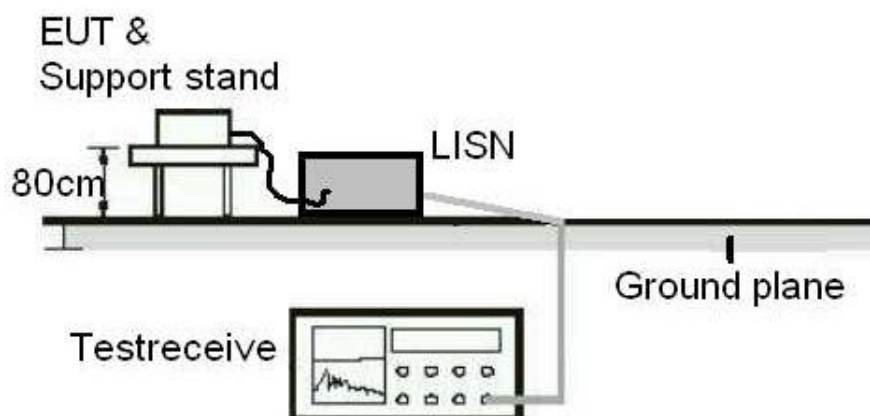 EUT &
Support stand
LISN
80cm
Ground plane
Testreceive